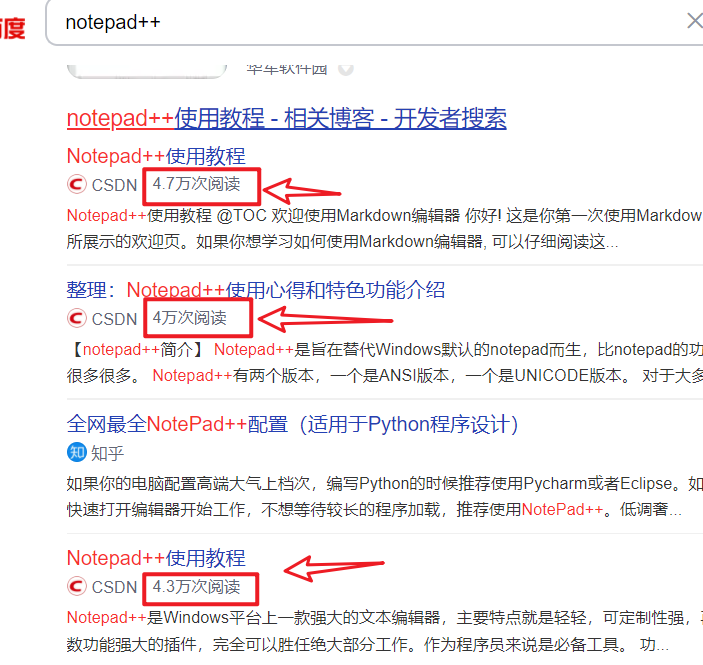 百度
notepad++
华军软件园
notepad++使用教程 - 相关博客 - 开发者搜索
Notepad++使用教程
CSDN 4.7万次阅读
Notepad++使用教程 @TOC 欢迎使用Markdown编辑器 你好! 这是你第一次使用Markdow
所展示的欢迎页。如果你想学习如何使用Markdown编辑器, 可以仔细阅读这...
整理：Notepad++使用心得和特色功能介绍
CSDN 4万次阅读
【notepad++简介】 Notepad++是旨在替代Windows默认的notepad而生，比notepad的功
很多很多。 Notepad++有两个版本，一个是ANSI版本，一个是UNICODE版本。 对于大多
全网最全NotePad++配置（适用于Python程序设计）
知 知乎
如果你的电脑配置高端大气上档次，编写Python的时候推荐使用Pycharm或者Eclipse。如
快速打开编辑器开始工作，不想等待较长的程序加载，推荐使用NotePad++。低调奢...
Notepad++使用教程
CSDN 4.3万次阅读
Notepad++是Windows平台上一款强大的文本编辑器，主要特点就是轻轻，可定制性强，
数功能强大的插件，完全可以胜任绝大部分工作。作为程序员来说是必备工具。 功...